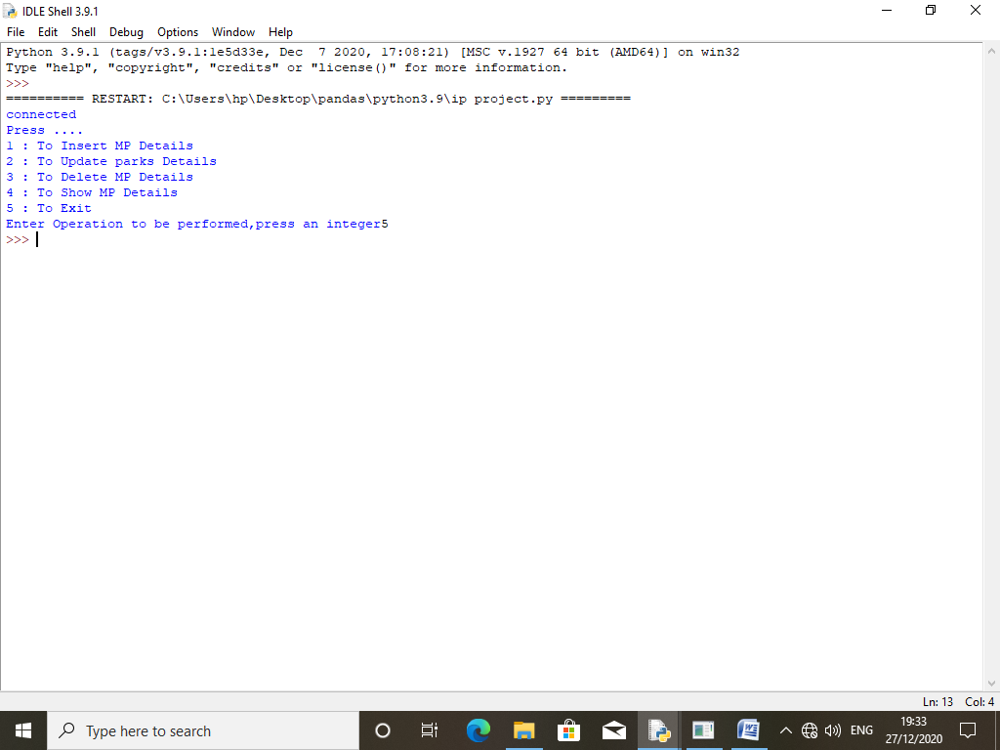 IDLE Shell 3.9.1
File Edit Shell Debug Options Window Help
Python 3.9.1 (tags/v3.9.1:1e5d33e, Dec  7 2020, 17:08:21) [MSC v.1927 64 bit (AMD64)] on win32
Type "help", "copyright", "credits" or "license()" for more information.
>>>
========== RESTART: C:\Users\hp\Desktop\pandas\python3.9\ip project.py =========
connected
Press ....
1 : To Insert MP Details
2 : To Update parks Details
3 : To Delete MP Details
4 : To Show MP Details
5 : To Exit
Enter Operation to be performed,press an integer5
>>>
Ln: 13 Col: 4
Type here to search
ENG
19:33
27/12/2020